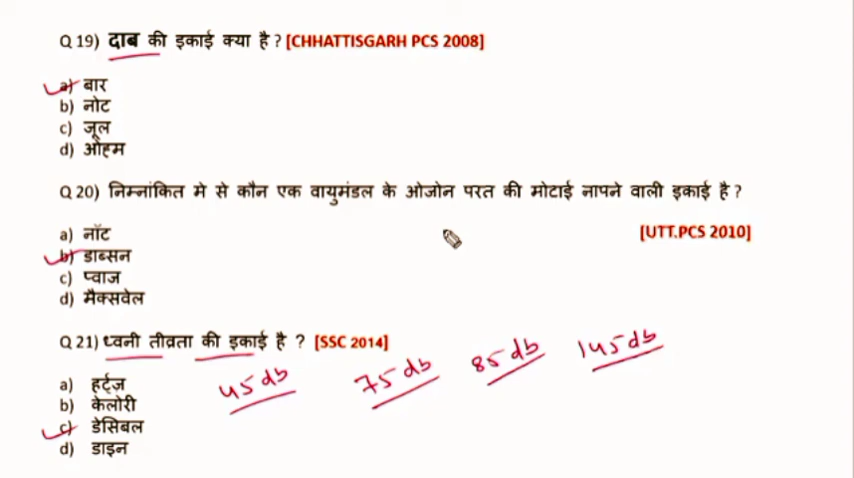 Q 19) दाब की इकाई क्या है ? [CHHATTISGARH PCS 2008]
a) बार
b) नोट
c) जूल
d) ओह्म
Q 20) निम्नांकित मे से कौन एक वायुमंडल के ओजोन परत की मोटाई नापने वाली इकाई है ?
a) नॉट [UTT.PCS 2010]
b) डाब्सन
c) प्वाज
d) मैक्सवेल
Q 21) ध्वनी तीव्रता की इकाई है ? [SSC 2014]
45 db 75 db 85 db 145 db
a) हर्ट्ज़
b) केलोरी
c) डेसिबल
d) डाइन